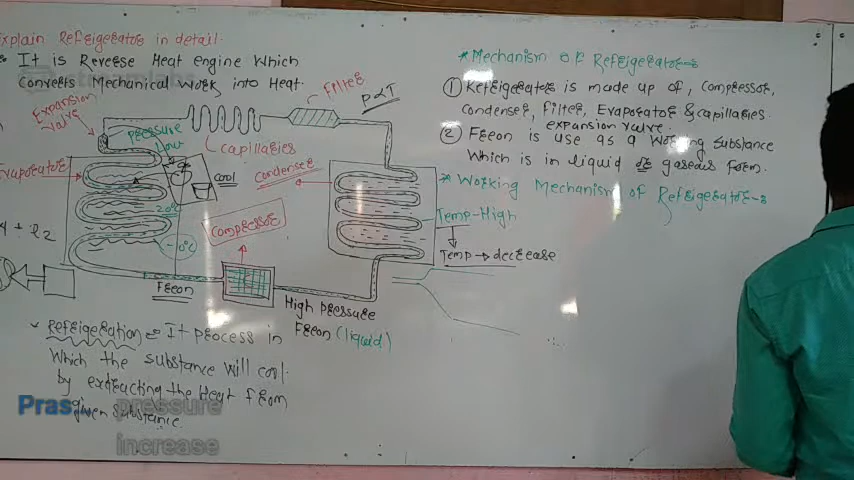 Explain Refrigerator in detail.
It is Reverse Heat engine Which
Converts Mechanical Work into Heat.
Expansion
Valve
Pressure
low
Capillaries
Filter
P∝T
Evaporator
Cool
Condenser
20°C
-10°C
Compressor
Temp-High
Temp → decrease
Freon
High pressure
Freon (liquid)
Refrigeration
It process in
Which the substance will cool
by extracting the Heat from
given substance.
* Mechanism of Refrigerator
① Refrigerator is made up of, Compressor,
Condenser, Filter, Evaporator & capillaries.
expansion valve.
② Freon is use as a Working Substance
Which is in liquid or gaseous form.
* Working Mechanism of Refrigerator
Pras
pressure
increase